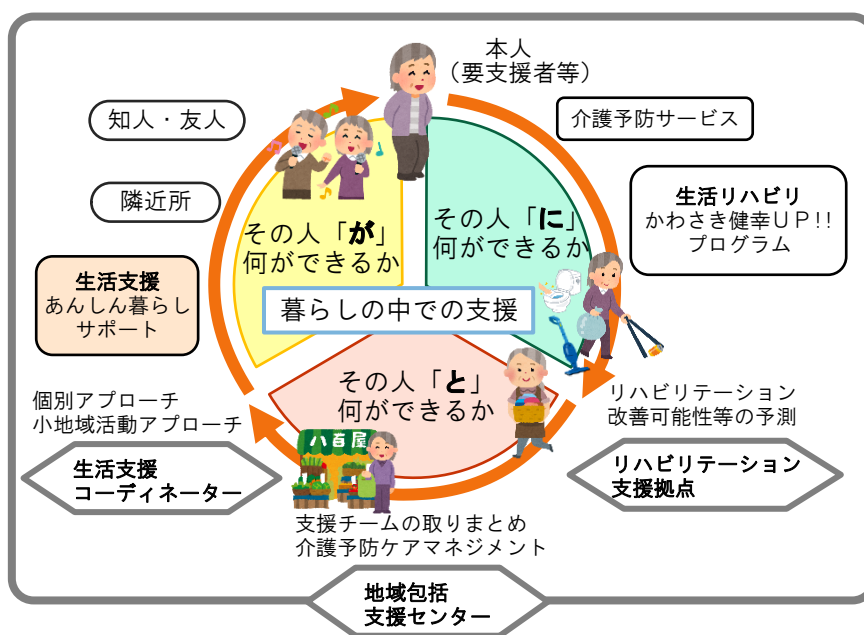 本人
（要支援者等）
知人・友人
介護予防サービス
隣近所
生活リハビリ
かわさき健幸ＵＰ!!
プログラム
その人「が」
何ができるか
その人「に」
何ができるか
生活支援
あんしん暮らし
サポート
暮らしの中での支援
その人「と」
何ができるか
個別アプローチ
小地域活動アプローチ
リハビリテーション
改善可能性等の予測
八百屋
生活支援
コーディネーター
リハビリテーション
支援拠点
支援チームの取りまとめ
介護予防ケアマネジメント
地域包括
支援センター